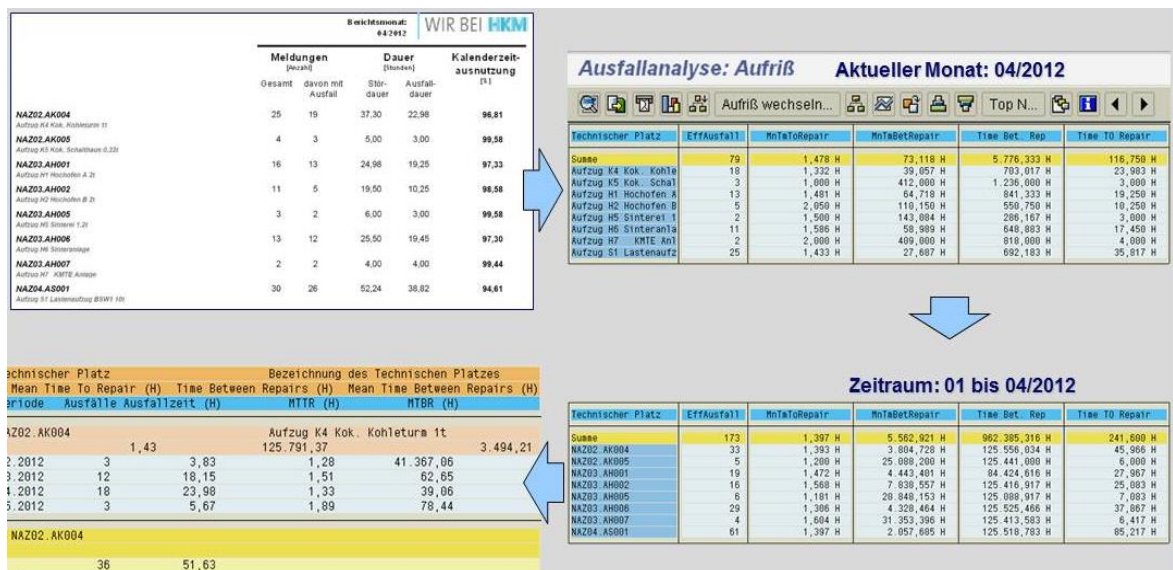 Berichtsmonat: 04/2012
WIR BEI HKM
Meldungen [Anzahl] Dauer [Stunden] Kalenderzeit-ausnutzung [%]
Gesamt davon mit Ausfall Stör-dauer Ausfall-dauer
NAZ02.AK004 25 19 37,30 22,98 96,81
Aufzug K4 Kok. Kohleturm 1t
NAZ02.AK005 4 3 5,00 3,00 99,58
Aufzug K5 Kok. Schalthaus 0,32t
NAZ03.AH001 16 13 24,98 19,25 97,33
Aufzug H1 Hochofen A 2t
NAZ03.AH002 11 5 19,50 10,25 98,58
Aufzug H2 Hochofen B 2t
NAZ03.AH005 3 2 6,00 3,00 99,58
Aufzug H5 Sinterei 1,2t
NAZ03.AH006 13 12 25,50 19,45 97,30
Aufzug H6 Sinteranlage
NAZ03.AH007 2 2 4,00 4,00 99,44
Aufzug H7 KMTE Anlage
NAZ04.AS001 30 26 52,24 38,82 94,61
Aufzug S1 Lastenaufzug BSW1 10t
Ausfallanalyse: Aufriß Aktueller Monat: 04/2012
Aufriß wechseln... Top N...
Technischer Platz EffAusfall MnTmToRepair MnTmBetRepair Time Bet. Rep Time TO Repair
Summe 79 1,478 H 73,118 H 5.776,333 H 116,750 H
Aufzug K4 Kok. Kohle 18 1,332 H 39,057 H 703,017 H 23,983 H
Aufzug K5 Kok. Schal 3 1,000 H 412,000 H 1.236,000 H 3,000 H
Aufzug H1 Hochofen A 13 1,481 H 64,718 H 841,333 H 19,250 H
Aufzug H2 Hochofen B 5 2,050 H 110,150 H 550,750 H 10,250 H
Aufzug H5 Sinterei 1 2 1,500 H 143,084 H 286,167 H 3,000 H
Aufzug H6 Sinteranla 11 1,586 H 58,989 H 648,883 H 17,450 H
Aufzug H7 KMTE Anl 2 2,000 H 409,000 H 818,000 H 4,000 H
Aufzug S1 Lastenaufz 25 1,433 H 27,687 H 692,183 H 35,817 H
Zeitraum: 01 bis 04/2012
Technischer Platz EffAusfall MnTmToRepair MnTmBetRepair Time Bet. Rep Time TO Repair
Summe 173 1,397 H 5.562,921 H 962.385,316 H 241,600 H
NAZ02.AK004 33 1,393 H 3.804,728 H 125.556,034 H 45,966 H
NAZ02.AK005 5 1,200 H 25.088,200 H 125.441,000 H 6,000 H
NAZ03.AH001 19 1,472 H 4.443,401 H 84.424,616 H 27,967 H
NAZ03.AH002 16 1,568 H 7.838,557 H 125.416,917 H 25,083 H
NAZ03.AH005 6 1,181 H 20.848,153 H 125.088,917 H 7,083 H
NAZ03.AH006 29 1,306 H 4.328,464 H 125.525,466 H 37,867 H
NAZ03.AH007 4 1,604 H 31.353,396 H 125.413,583 H 6,417 H
NAZ04.AS001 61 1,397 H 2.057,685 H 125.518,783 H 85,217 H
echnischer Platz Bezeichnung des Technischen Platzes
Mean Time To Repair (H) Time Between Repairs (H) Mean Time Between Repairs (H)
eriode Ausfälle Ausfallzeit (H) MTTR (H) MTBR (H)
AZ02.AK004 Aufzug K4 Kok. Kohleturm 1t
1,43 125.791,37 3.494,21
2.2012 3 3,83 1,28 41.367,06
3.2012 12 18,15 1,51 62,65
4.2012 18 23,98 1,33 39,06
5.2012 3 5,67 1,89 78,44
NAZ02.AK004
36 51,63